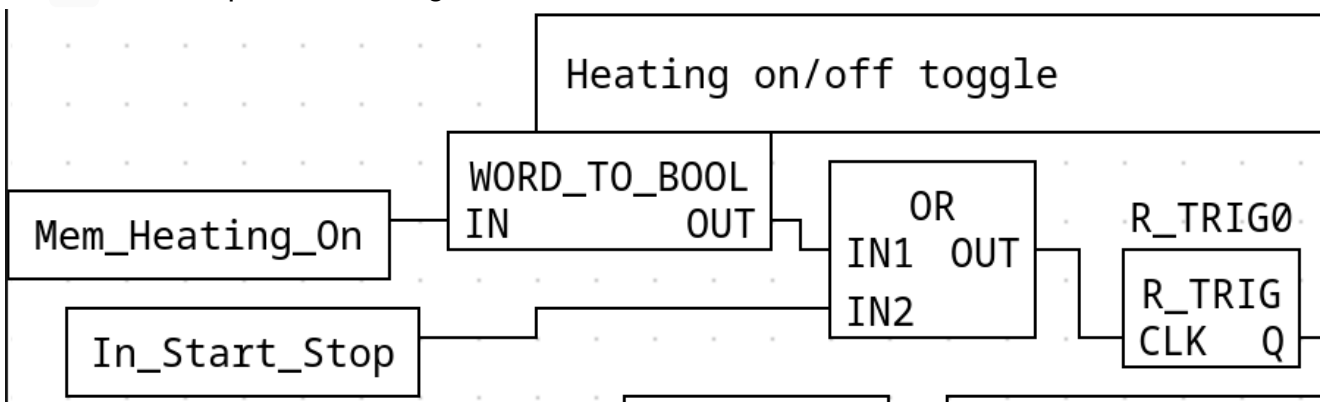 Heating on/off toggle
WORD_TO_BOOL
IN OUT
Mem_Heating_On
OR
IN1 OUT
IN2
R_TRIG0
R_TRIG
CLK Q
In_Start_Stop